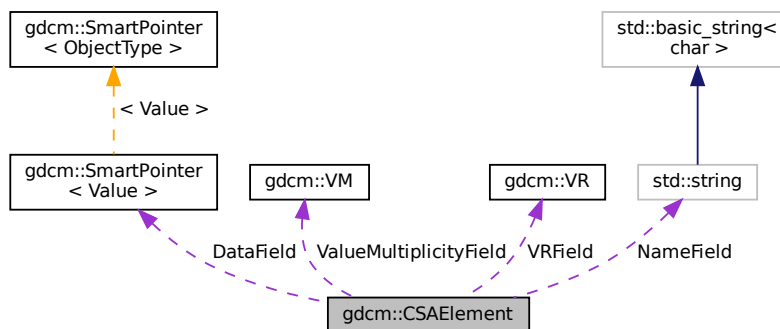 gdcm::SmartPointer
< ObjectType >
std::basic_string<
char >
< Value >
gdcm::SmartPointer
< Value >
gdcm::VM
gdcm::VR
std::string
DataField
ValueMultiplicityField
VRField
NameField
gdcm::CSAElement